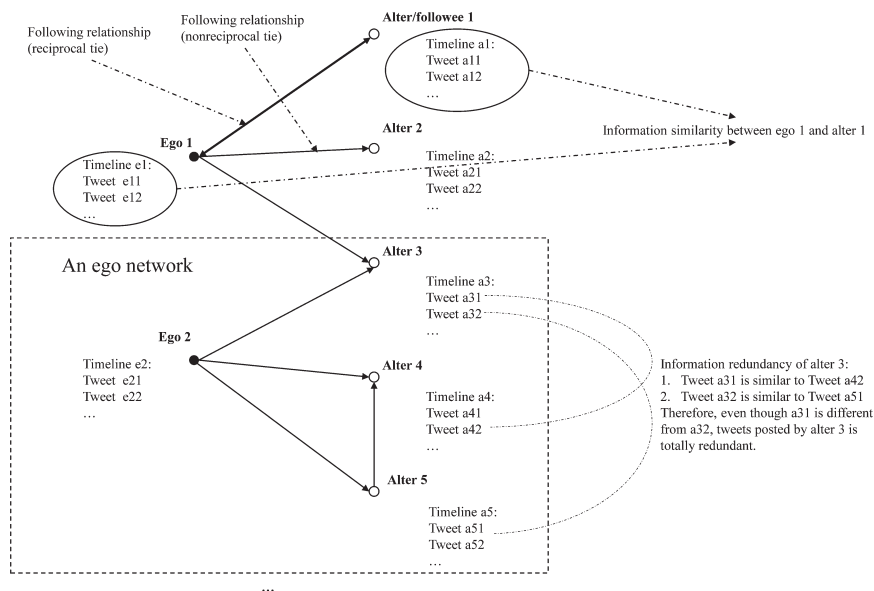 Following relationship
(reciprocal tie)
Following relationship
(nonreciprocal tie)
Alter/followee 1
Timeline a1:
Tweet a11
Tweet a12
…
Information similarity between ego 1 and alter 1
Ego 1
Timeline e1:
Tweet e11
Tweet e12
…
Alter 2
Timeline a2:
Tweet a21
Tweet a22
…
An ego network
Alter 3
Timeline a3:
Tweet a31
Tweet a32
…
Ego 2
Timeline e2:
Tweet e21
Tweet e22
…
Alter 4
Timeline a4:
Tweet a41
Tweet a42
…
Information redundancy of alter 3:
1. Tweet a31 is similar to Tweet a42
2. Tweet a32 is similar to Tweet a51
Therefore, even though a31 is different
from a32, tweets posted by alter 3 is
totally redundant.
Alter 5
Timeline a5:
Tweet a51
Tweet a52
…
…